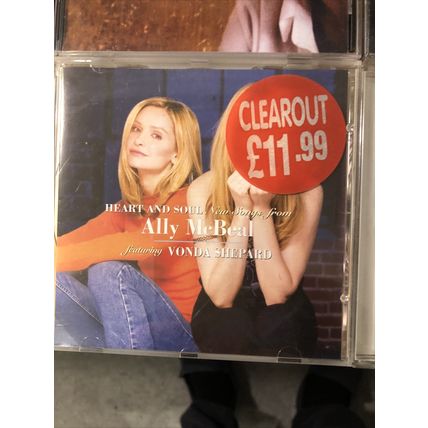 CLEAROUT
£11.99
HEART AND SOUL: New Songs from
Ally McBeal
featuring VONDA SHEPARD